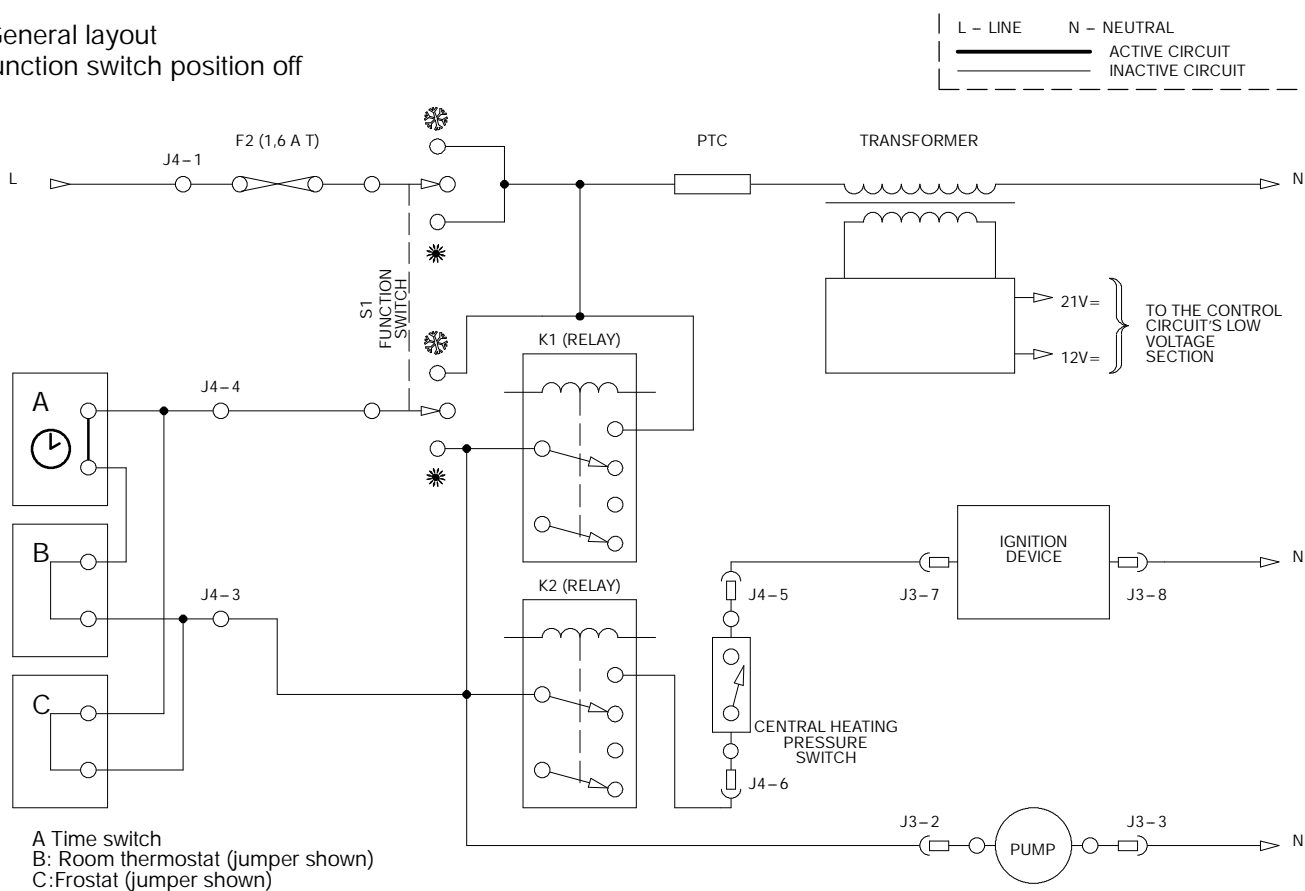 General layout
unction switch position off
L – LINE N – NEUTRAL
ACTIVE CIRCUIT
INACTIVE CIRCUIT
F2 (1,6 A T)
J4–1
PTC
TRANSFORMER
L
N
S1
FUNCTION
SWITCH
21V=
12V=
TO THE CONTROL
CIRCUIT'S LOW
VOLTAGE
SECTION
K1 (RELAY)
A
J4–4
B
J4–3
K2 (RELAY)
IGNITION
DEVICE
J4–5
J3–7
J3–8
N
C
CENTRAL HEATING
PRESSURE
SWITCH
J4–6
J3–2
PUMP
J3–3
N
A Time switch
B: Room thermostat (jumper shown)
C:Frostat (jumper shown)